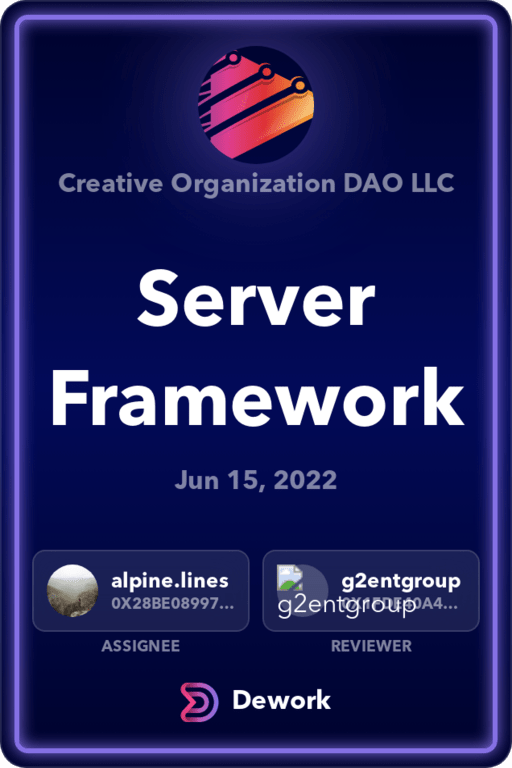 Creative Organization DAO LLC
Server
Framework
Jun 15, 2022
alpine.lines
0X28BE08997...
g2entgroup
g2entgroup
ASSIGNEE
REVIEWER
Dework